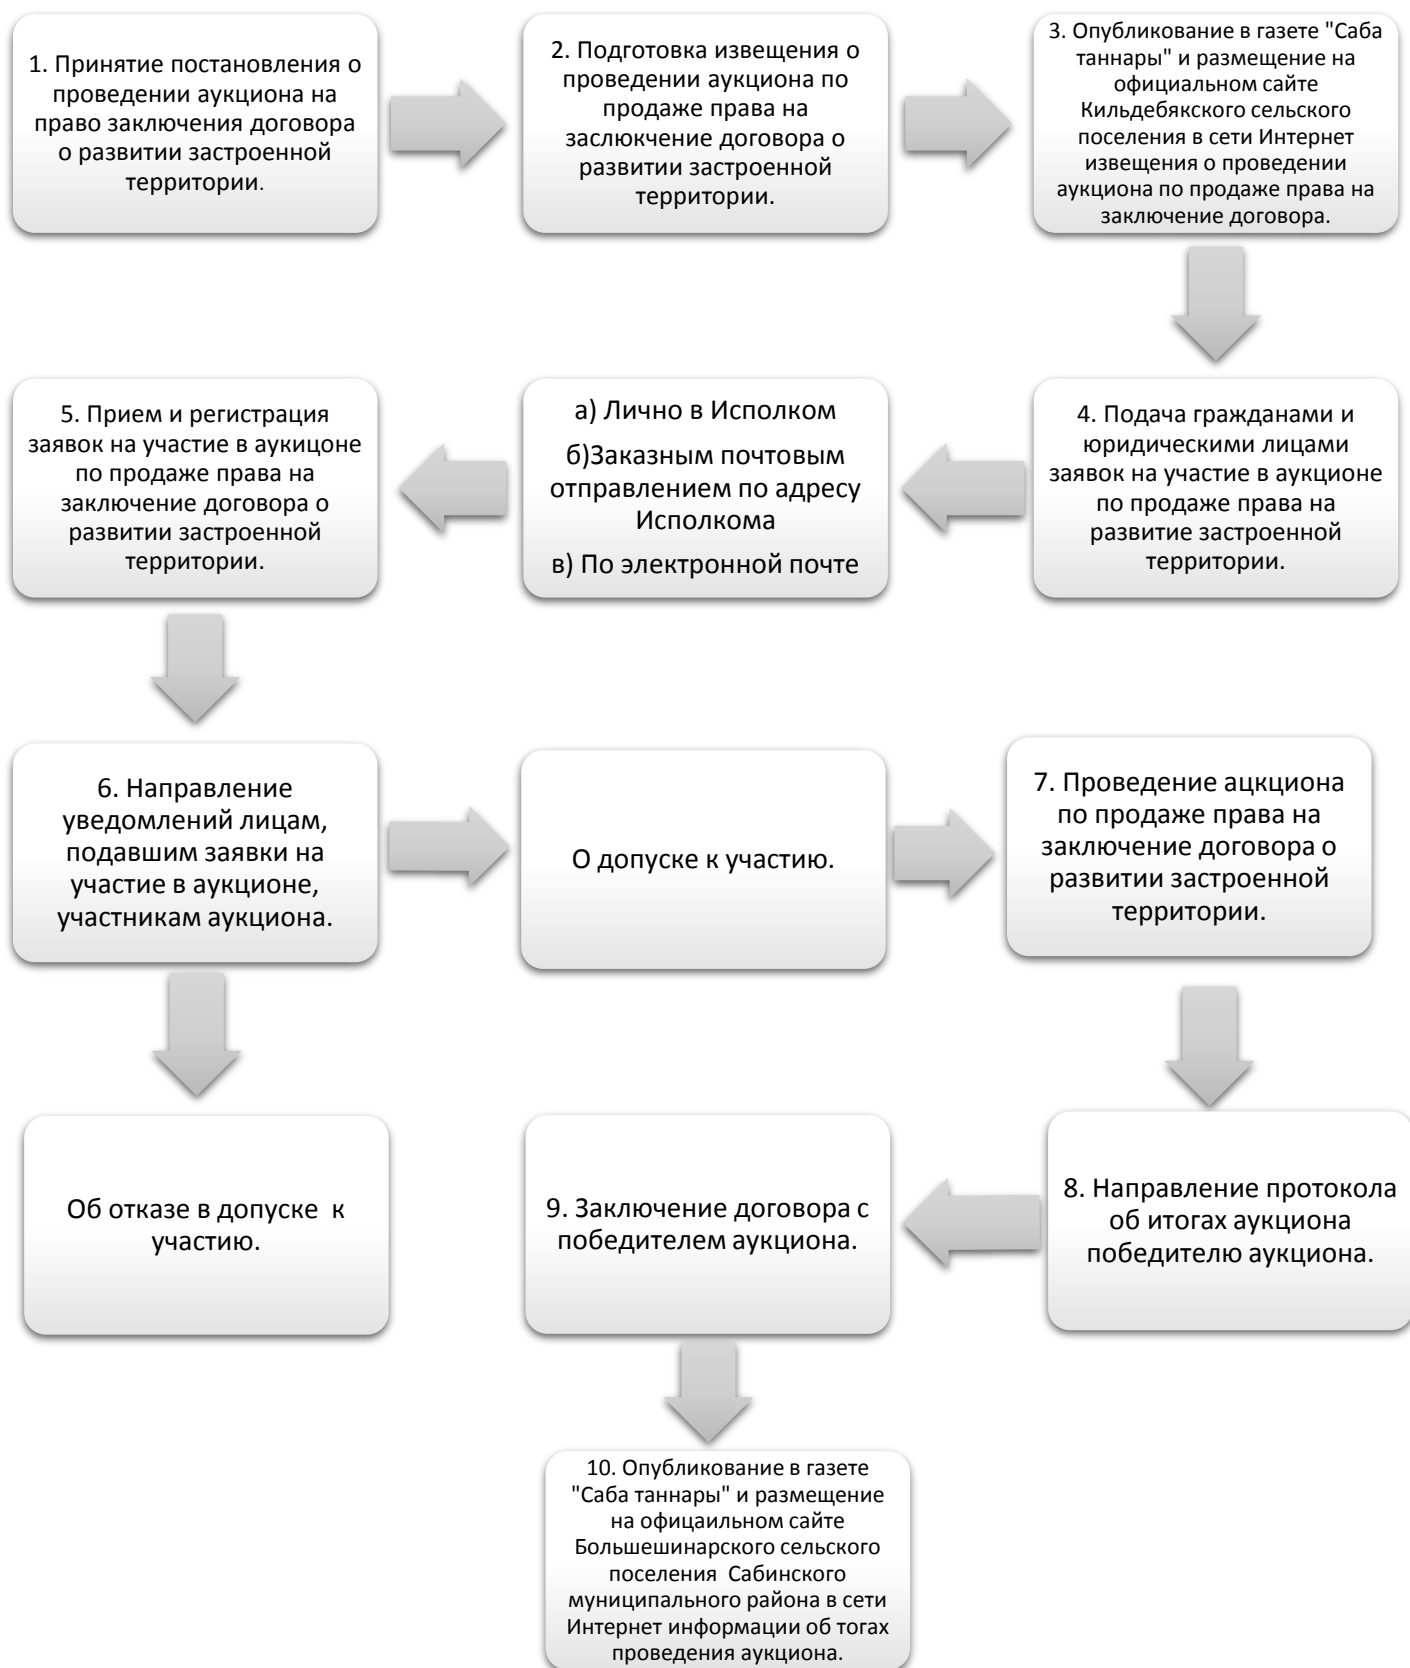 1. Принятие постановления о
проведении аукциона на
право заключения договора
о развитии застроенной
территории.
2. Подготовка извещения о
проведении аукциона по
продаже права на
заслюкчение договора о
развитии застроенной
территории.
3. Опубликование в газете "Саба
таннары" и размещение на
официальном сайте
Кильдебякского сельского
поселения в сети Интернет
извещения о проведении
аукциона по продаже права на
заключение договора.
4. Подача гражданами и
юридическими лицами
заявок на участие в аукционе
по продаже права на
развитие застроенной
территории.
а) Лично в Исполком
б)Заказным почтовым
отправлением по адресу
Исполкома
в) По электронной почте
5. Прием и регистрация
заявок на участие в аукицоне
по продаже права на
заключение договора о
развитии застроенной
территории.
6. Направление
уведомлений лицам,
подавшим заявки на
участие в аукционе,
участникам аукциона.
О допуске к участию.
7. Проведение ацкциона
по продаже права на
заключение договора о
развитии застроенной
территории.
Об отказе в допуске  к
участию.
8. Направление протокола
об итогах аукциона
победителю аукциона.
9. Заключение договора с
победителем аукциона.
10. Опубликование в газете
"Саба таннары" и размещение
на офицаильном сайте
Большешинарского сельского
поселения  Сабинского
муниципального района в сети
Интернет информации об тогах
проведения аукциона.